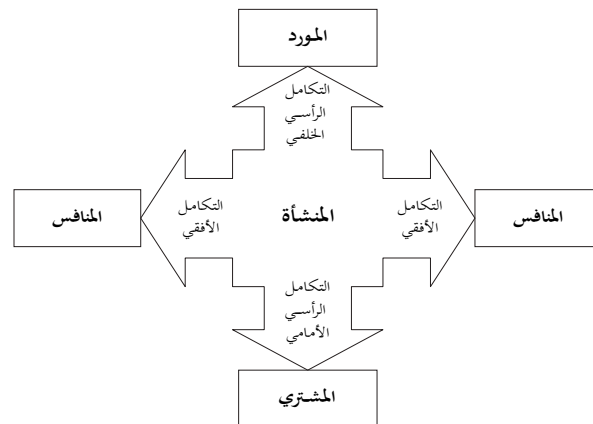 المورد
التكامل
الرأسي
الخلفي
المنافس
التكامل
الأفقي
المنشأة
التكامل
الأفقي
المنافس
التكامل
الرأسي
الأمامي
المشتري